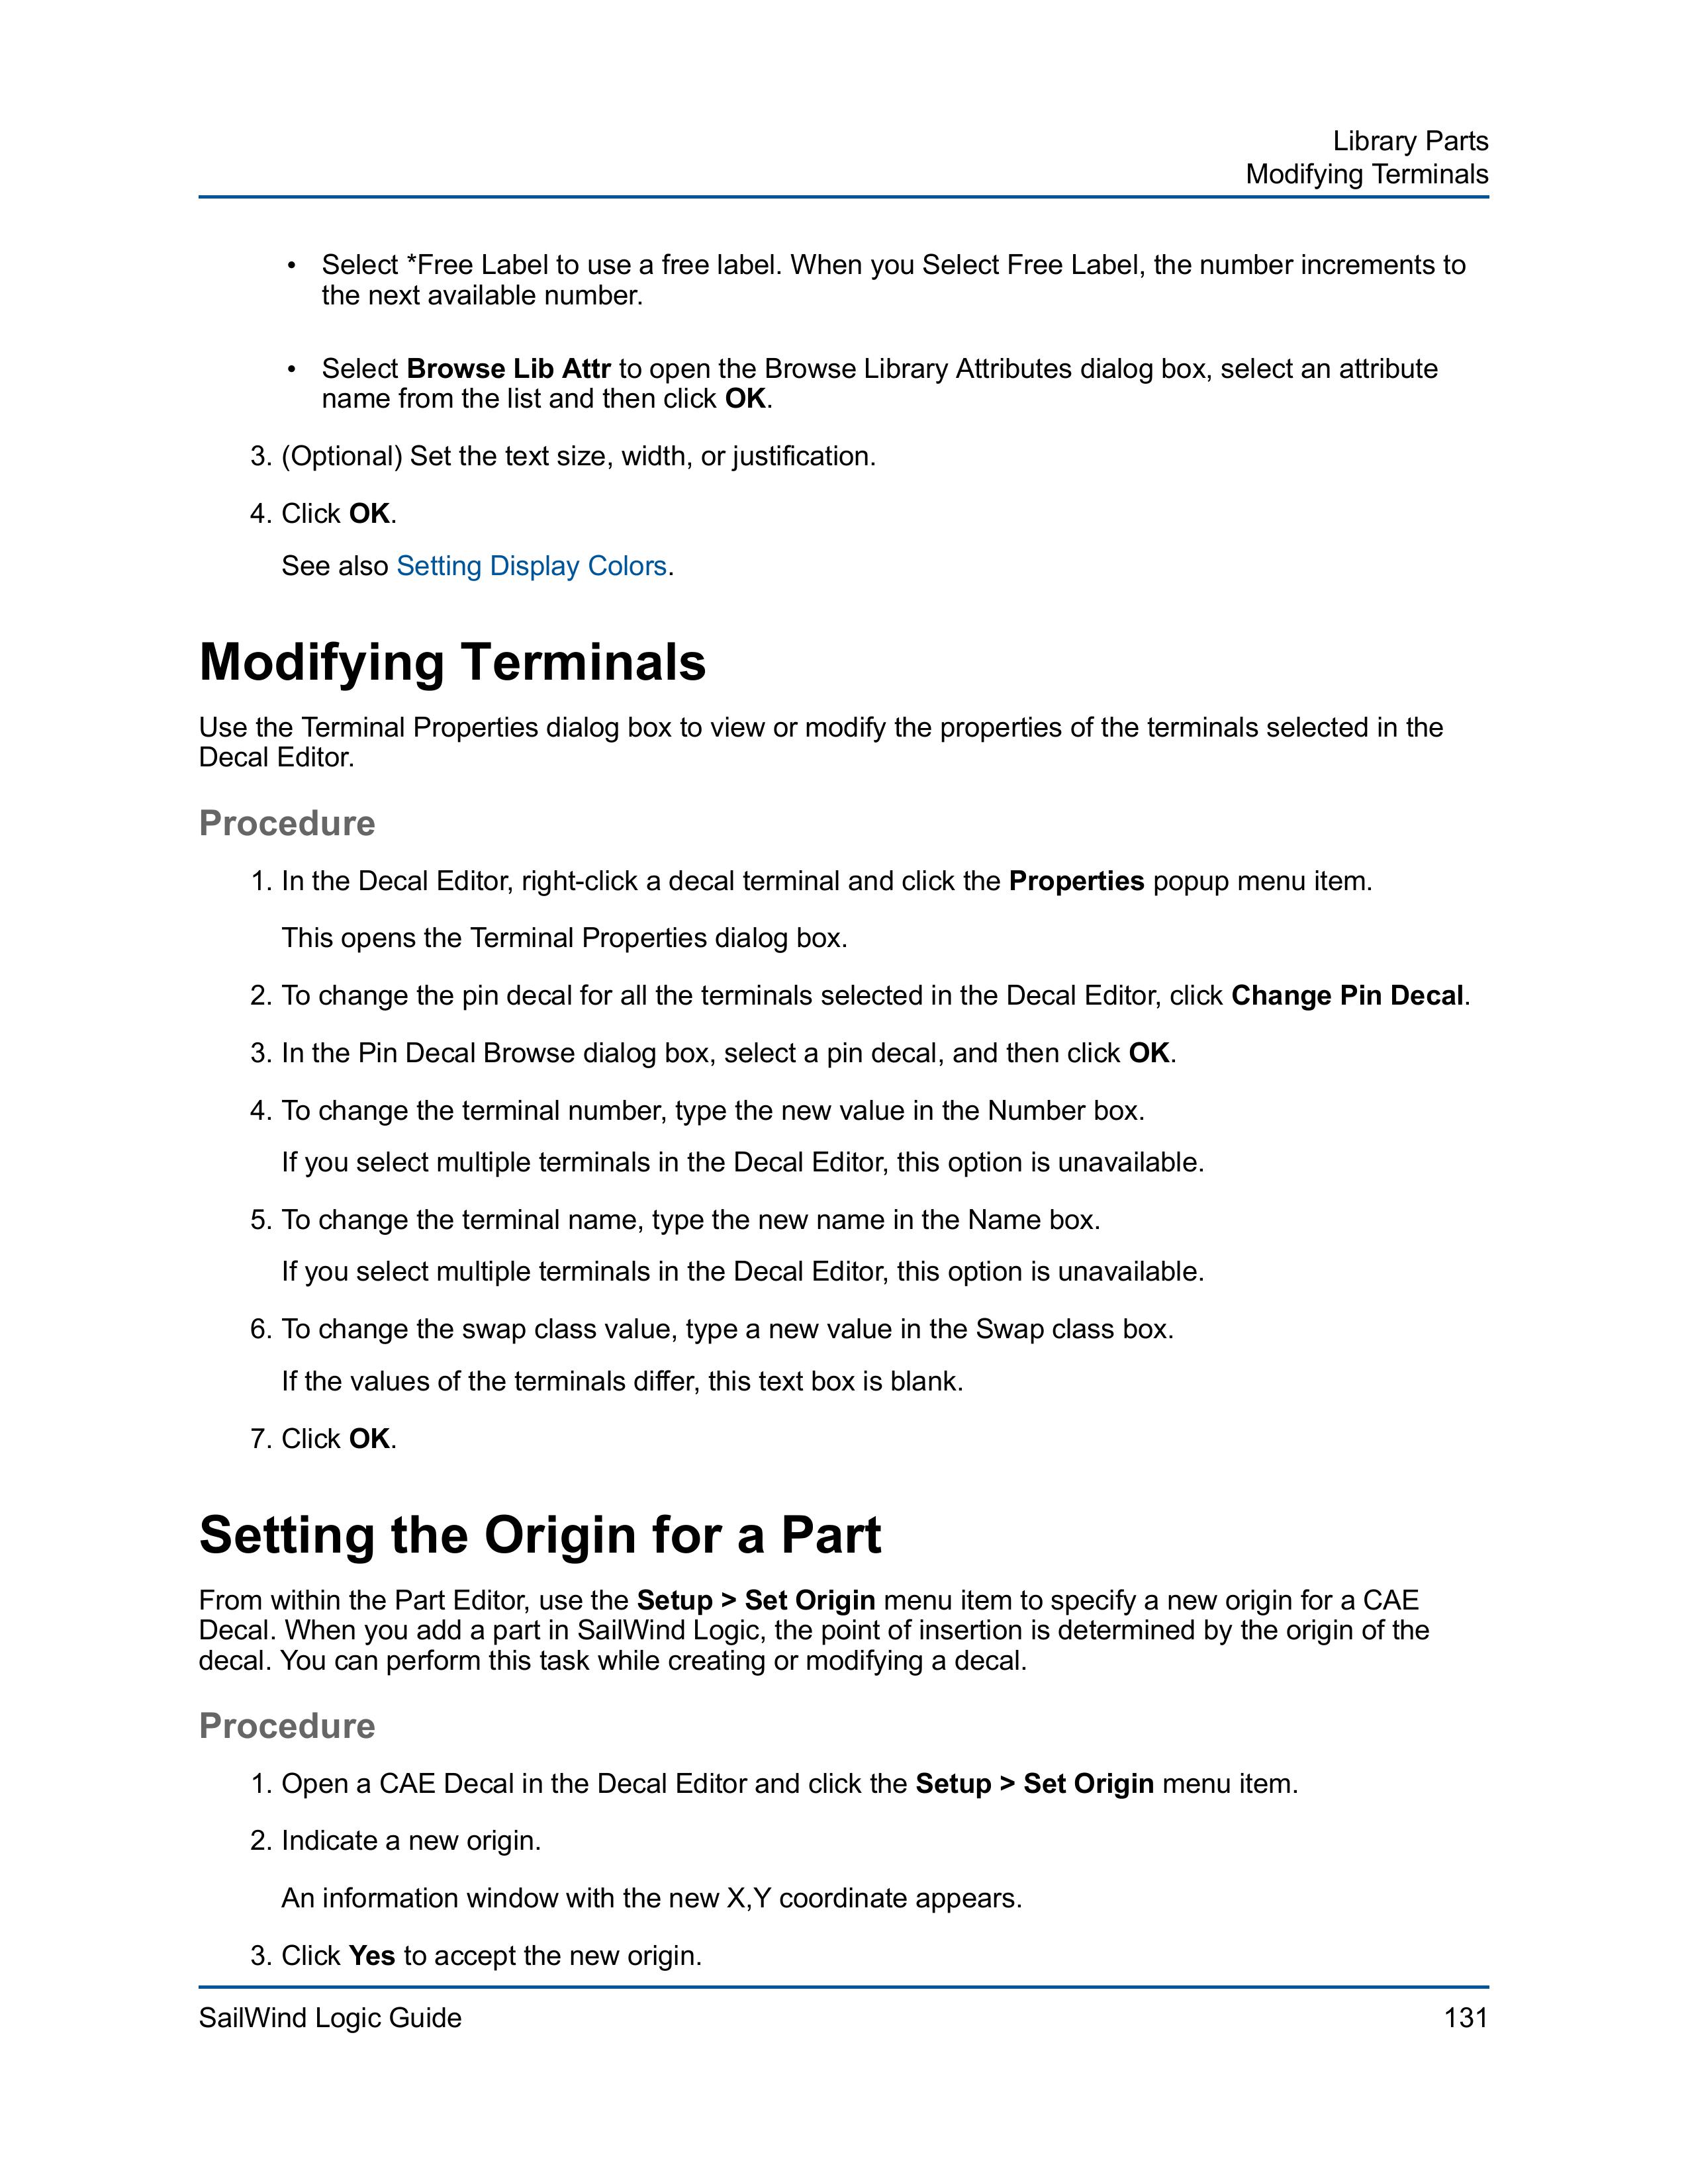 Library Parts
Modifying Terminals
• Select *Free Label to use a free label. When you Select Free Label, the number increments to
the next available number.
• Select Browse Lib Attr to open the Browse Library Attributes dialog box, select an attribute
name from the list and then click OK.
3. (Optional) Set the text size, width, or justification.
4. Click OK.
See also Setting Display Colors.
Modifying Terminals
Use the Terminal Properties dialog box to view or modify the properties of the terminals selected in the
Decal Editor.
Procedure
1. In the Decal Editor, right-click a decal terminal and click the Properties popup menu item.
This opens the Terminal Properties dialog box.
2. To change the pin decal for all the terminals selected in the Decal Editor, click Change Pin Decal.
3. In the Pin Decal Browse dialog box, select a pin decal, and then click OK.
4. To change the terminal number, type the new value in the Number box.
If you select multiple terminals in the Decal Editor, this option is unavailable.
5. To change the terminal name, type the new name in the Name box.
If you select multiple terminals in the Decal Editor, this option is unavailable.
6. To change the swap class value, type a new value in the Swap class box.
If the values of the terminals differ, this text box is blank.
7. Click OK.
Setting the Origin for a Part
From within the Part Editor, use the Setup > Set Origin menu item to specify a new origin for a CAE
Decal. When you add a part in SailWind Logic, the point of insertion is determined by the origin of the
decal. You can perform this task while creating or modifying a decal.
Procedure
1. Open a CAE Decal in the Decal Editor and click the Setup > Set Origin menu item.
2. Indicate a new origin.
An information window with the new X,Y coordinate appears.
3. Click Yes to accept the new origin.
SailWind Logic Guide
131